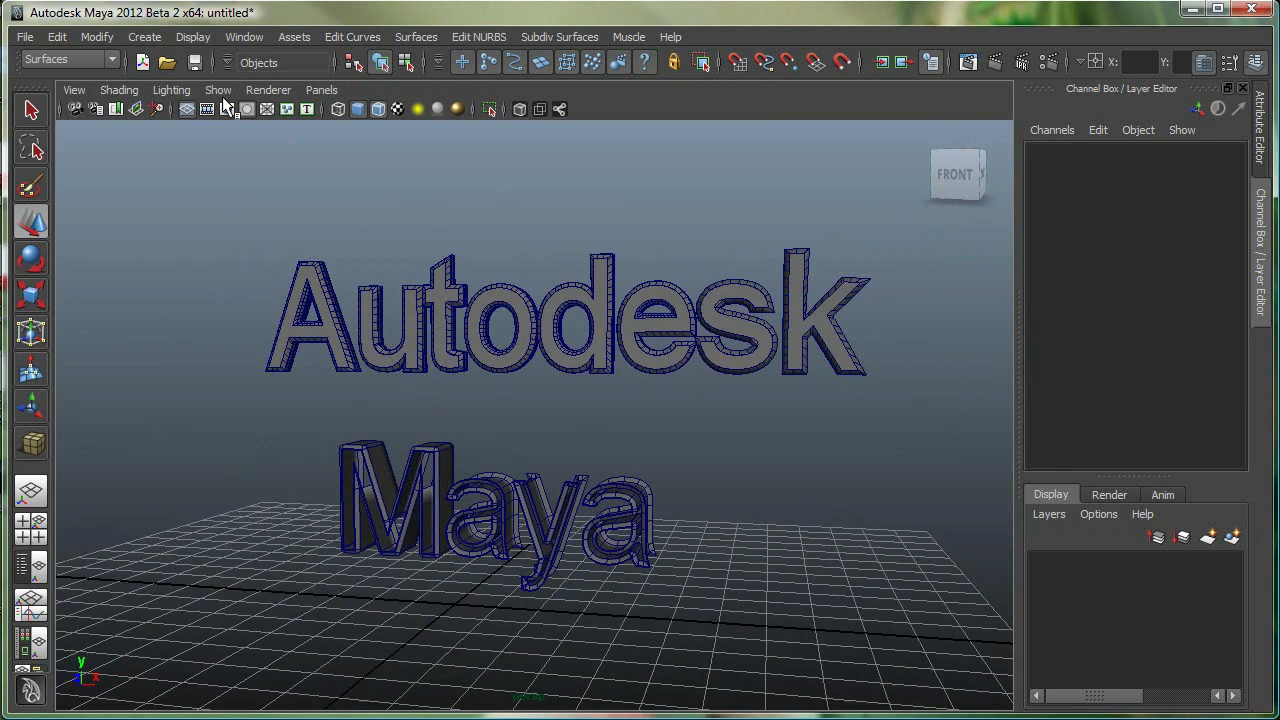 Autodesk Maya 2012 Beta 2 x64: untitled*
File Edit Modify Create Display Window Assets Edit Curves Surfaces Edit NURBS Subdiv Surfaces Muscle Help
Surfaces Objects X: Y:
View Shading Lighting Show Renderer Panels
Channel Box / Layer Editor
Channels Edit Object Show
Attribute Editor
Channel Box / Layer Editor
FRONT
Autodesk
Maya
Display Render Anim
Layers Options Help
y
z x